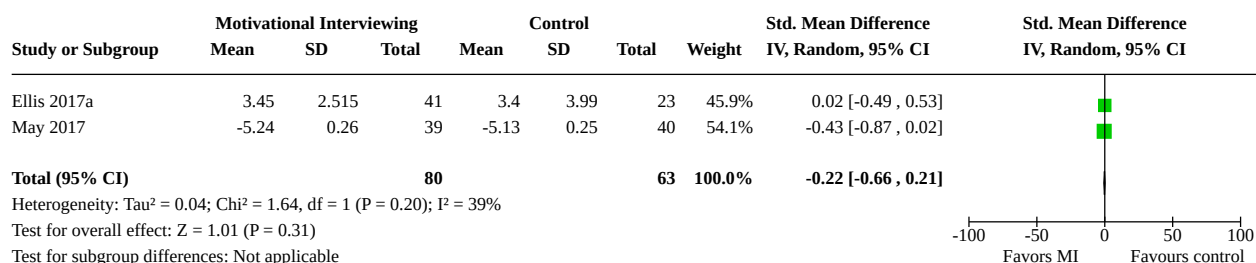 Motivational Interviewing Control Std. Mean Difference Std. Mean Difference
Study or Subgroup Mean SD Total Mean SD Total Weight IV, Random, 95% CI IV, Random, 95% CI
Ellis 2017a 3.45 2.515 41 3.4 3.99 23 45.9% 0.02 [-0.49 , 0.53]
May 2017 -5.24 0.26 39 -5.13 0.25 40 54.1% -0.43 [-0.87 , 0.02]
Total (95% CI) 80 63 100.0% -0.22 [-0.66 , 0.21]
Heterogeneity: Tau² = 0.04; Chi² = 1.64, df = 1 (P = 0.20); I² = 39%
Test for overall effect: Z = 1.01 (P = 0.31) -100 -50 0 50 100
Test for subgroup differences: Not applicable Favors MI Favours control